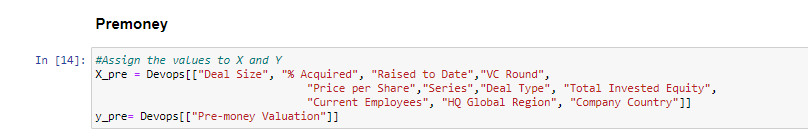 Premoney
In [14]: #Assign the values to X and Y
X_pre = Devops[["Deal Size", "% Acquired", "Raised to Date","VC Round",
"Price per Share","Series","Deal Type", "Total Invested Equity",
"Current Employees", "HQ Global Region", "Company Country"]]
y_pre= Devops[["Pre-money Valuation"]]